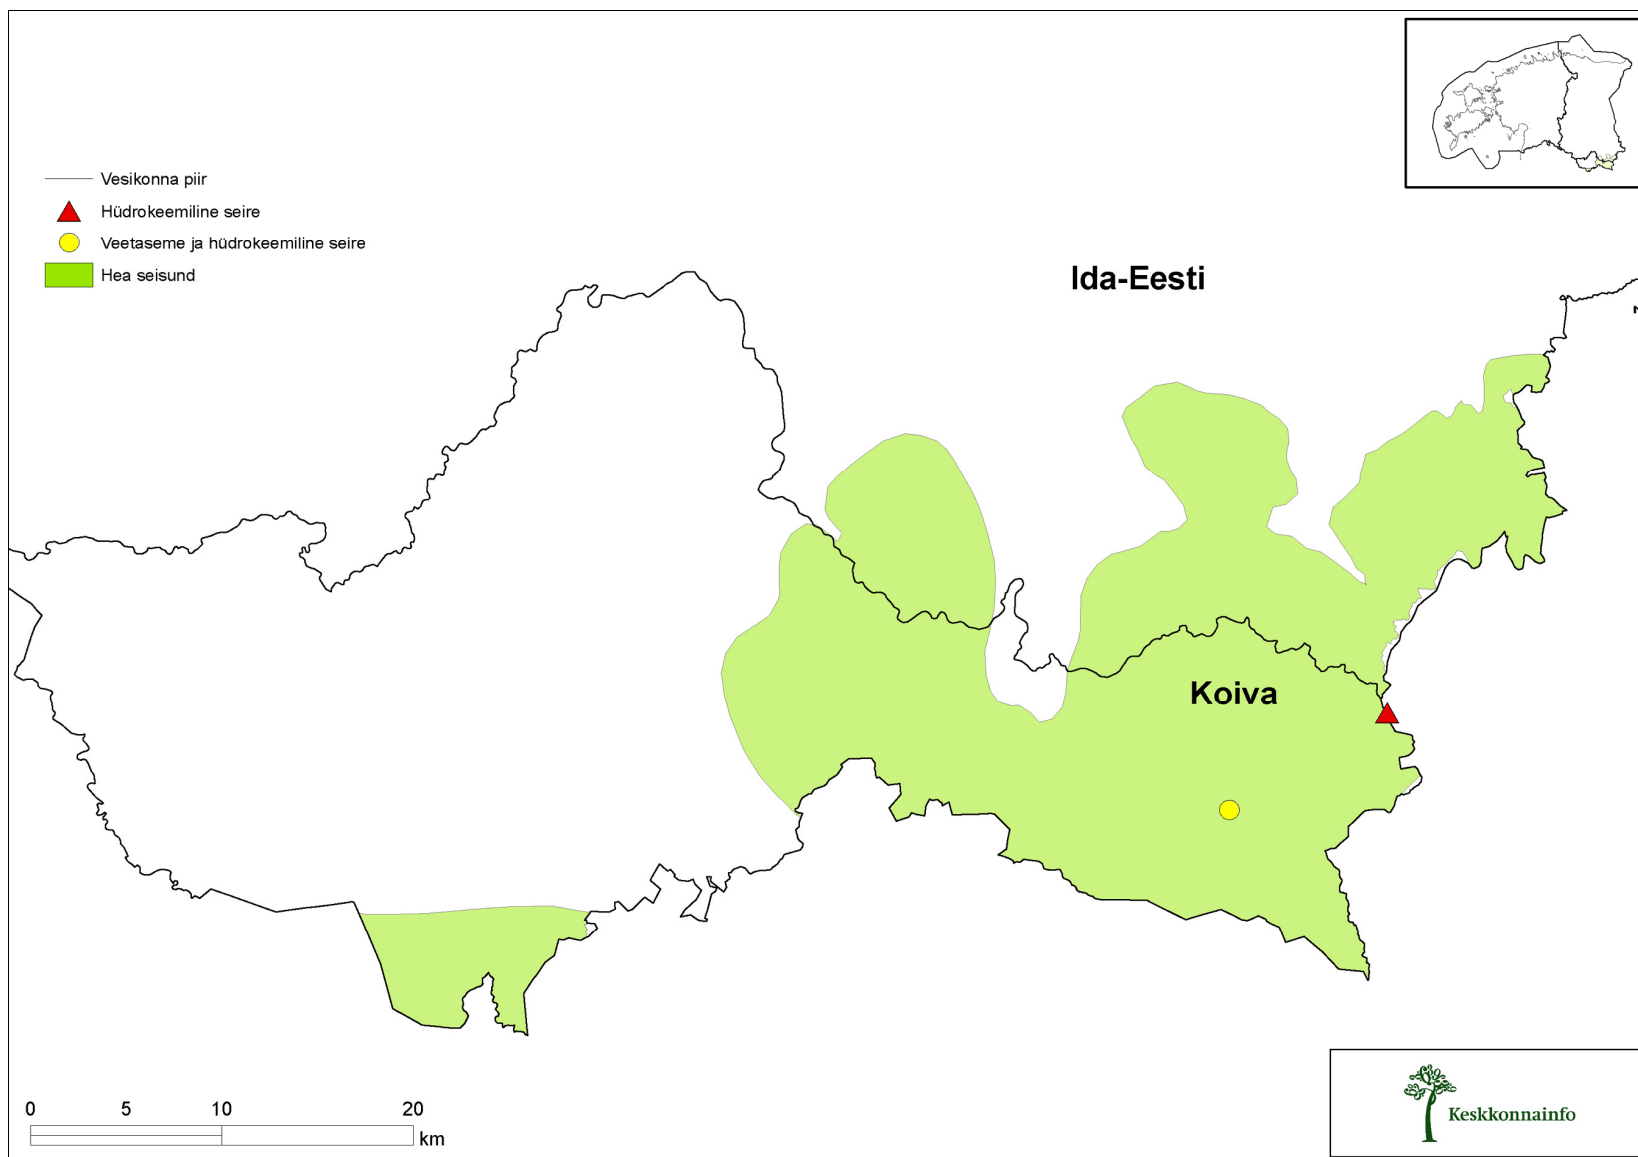 Vesikonna piir
Hüdrokeemiline seire
Veetaseme ja hüdrokeemiline seire
Hea seisund
Ida-Eesti
Koiva
0 5 10 20
km
Keskkonnainfo